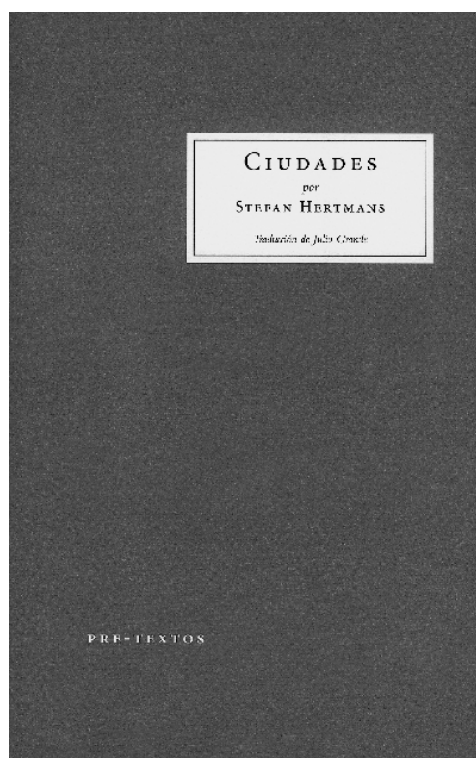 CIUDADES
por
STEFAN HERTMANS
Traducción de Julio Grande
PRE-TEXTOS